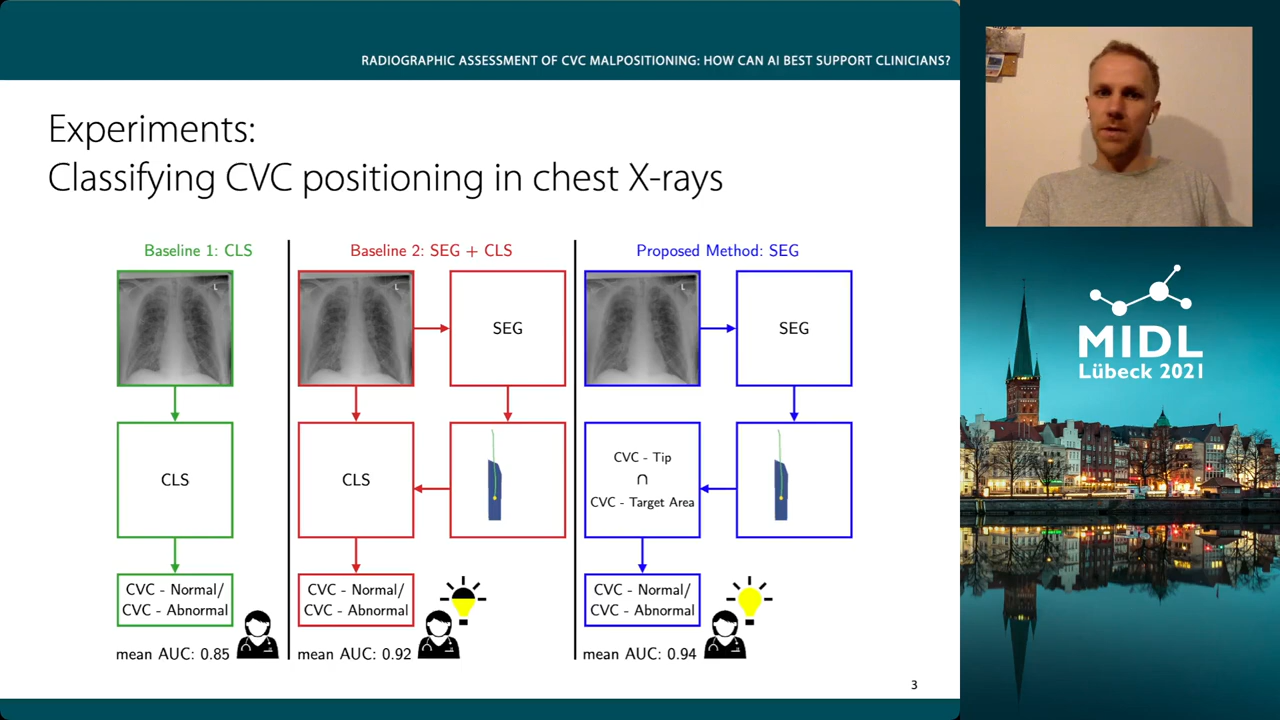 RADIOGRAPHIC ASSESSMENT OF CVC MALPOSITIONING: HOW CAN AI BEST SUPPORT CLINICIANS?
Experiments:
Classifying CVC positioning in chest X-rays
Baseline 1: CLS
L
CLS
CVC - Normal/
CVC - Abnormal
mean AUC: 0.85
Baseline 2: SEG + CLS
L
SEG
CLS
CVC - Normal/
CVC - Abnormal
mean AUC: 0.92
Proposed Method: SEG
L
SEG
CVC - Tip
∩
CVC - Target Area
CVC - Normal/
CVC - Abnormal
mean AUC: 0.94
3
MIDL
Lübeck 2021